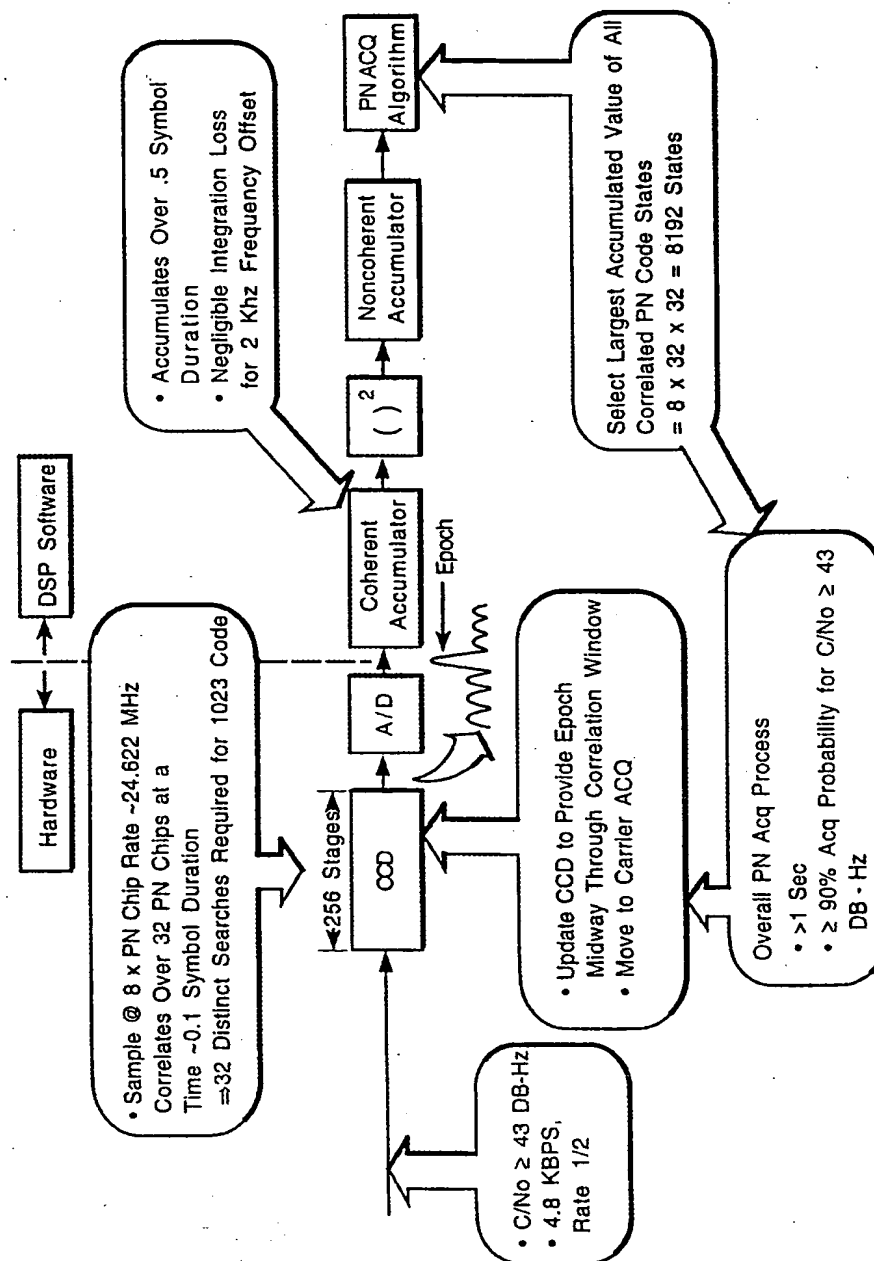 Hardware
DSP Software
• Sample @ 8 x PN Chip Rate ~24.622 MHz
Correlates Over 32 PN Chips at a
Time ~0.1 Symbol Duration
⇒32 Distinct Searches Required for 1023 Code
• Accumulates Over .5 Symbol
Duration
• Negligible Integration Loss
for 2 Khz Frequency Offset
256 Stages
CCD
A/D
Coherent
Accumulator
( )²
Noncoherent
Accumulator
PN ACQ
Algorithm
Epoch
• C/No ≥ 43 DB-Hz
• 4.8 KBPS,
Rate 1/2
• Update CCD to Provide Epoch
Midway Through Correlation Window
• Move to Carrier ACQ
Select Largest Accumulated Value of All
Correlated PN Code States
= 8 x 32 x 32 = 8192 States
Overall PN Acq Process
• >1 Sec
• ≥ 90% Acq Probability for C/No ≥ 43
DB - Hz